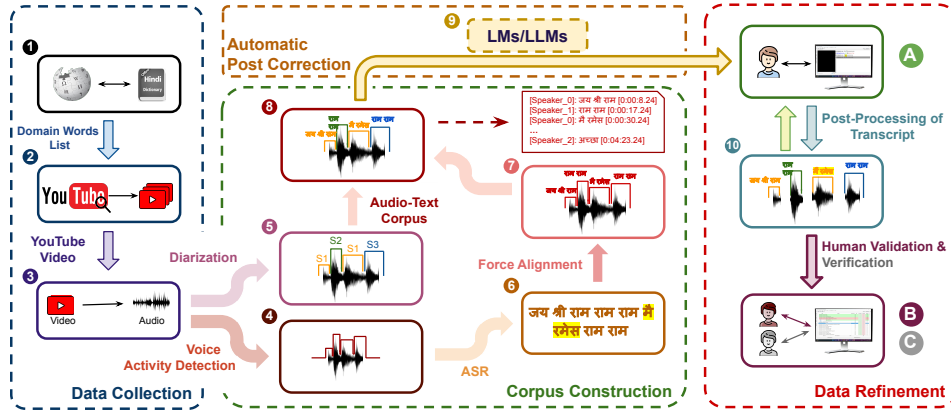 1
Hindi
Dictionary
Domain Words
List
2
YouTube
YouTube
Video
3
Video
Audio
Data Collection
Automatic
Post Correction
9
LMs/LLMs
8
राम
राम
जय श्री राम
मै रमेस
राम राम
[Speaker_0]: जय श्री राम [0:00:8.24]
[Speaker_1]: राम राम [0:00:17.24]
[Speaker_0]: मै रमेस [0:00:30.24]
...
[Speaker_2]: अच्छा [0:04:23.24]
Audio-Text
Corpus
7
राम राम
राम राम
जय श्री राम
मै रमेस
5
S2
S1
S1
S3
Diarization
Force Alignment
4
6
जय श्री राम राम राम मै
रमेस राम राम
Voice
Activity Detection
ASR
Corpus Construction
A
Post-Processing of
Transcript
10
राम
राम
राम राम
जय श्री राम
मै रमेस
Human Validation &
Verification
B
C
Data Refinement